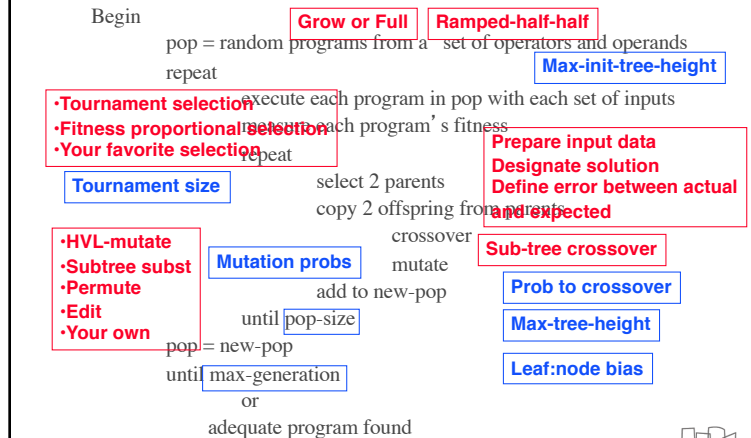 Begin
Grow or Full
Ramped-half-half
pop = random programs from a set of operators and operands
repeat
Max-init-tree-height
•Tournament selection
•Fitness proportional selection
•Your favorite selection
execute each program in pop with each set of inputs
measure each program's fitness
repeat
Prepare input data
Designate solution
Define error between actual
and expected
Tournament size
select 2 parents
copy 2 offspring from parents
crossover
Sub-tree crossover
•HVL-mutate
•Subtree subst
•Permute
•Edit
•Your own
Mutation probs
mutate
Prob to crossover
add to new-pop
Max-tree-height
until pop-size
pop = new-pop
Leaf:node bias
until max-generation
or
adequate program found